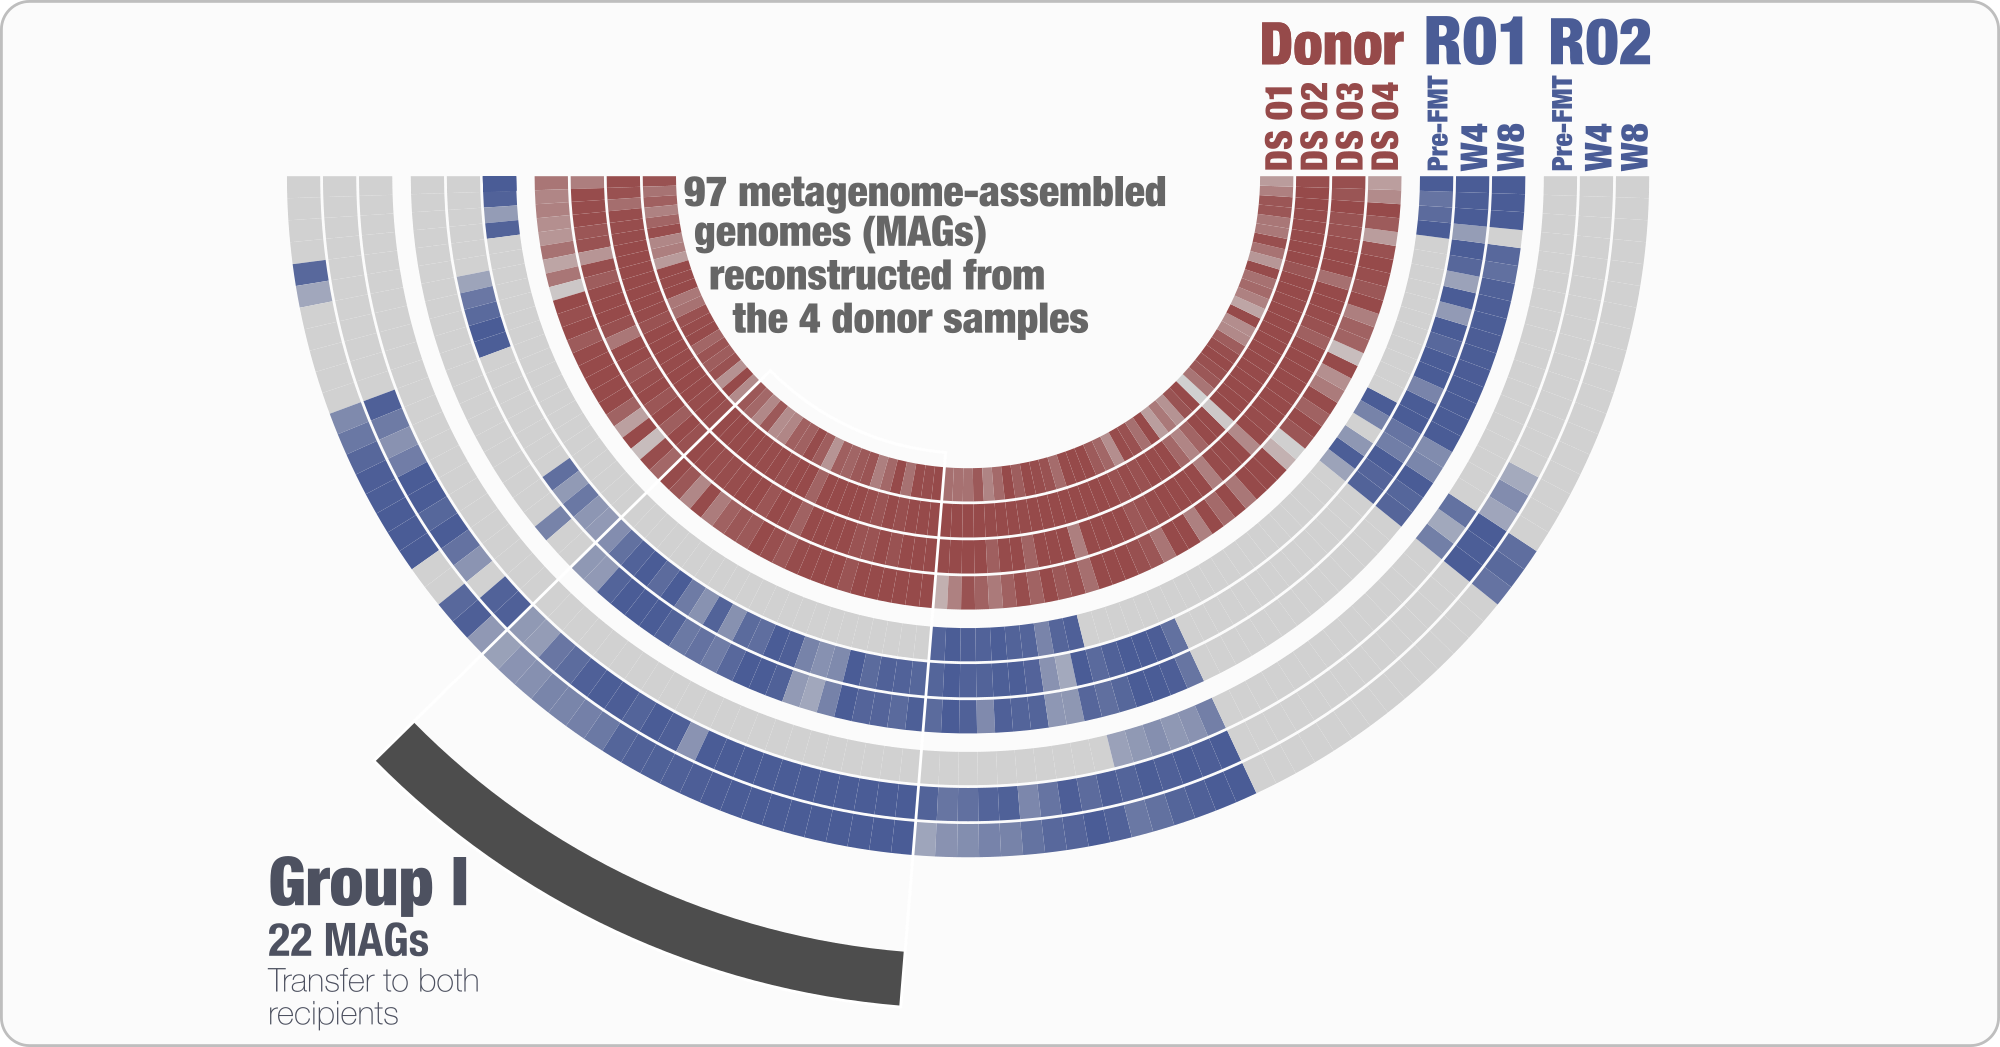 Donor R01 R02
DS 01
DS 02
DS 03
DS 04
Pre-FMT
W4
W8
Pre-FMT
W4
W8
97 metagenome-assembled
genomes (MAGs)
reconstructed from
the 4 donor samples
Group I
22 MAGs
Transfer to both
recipients